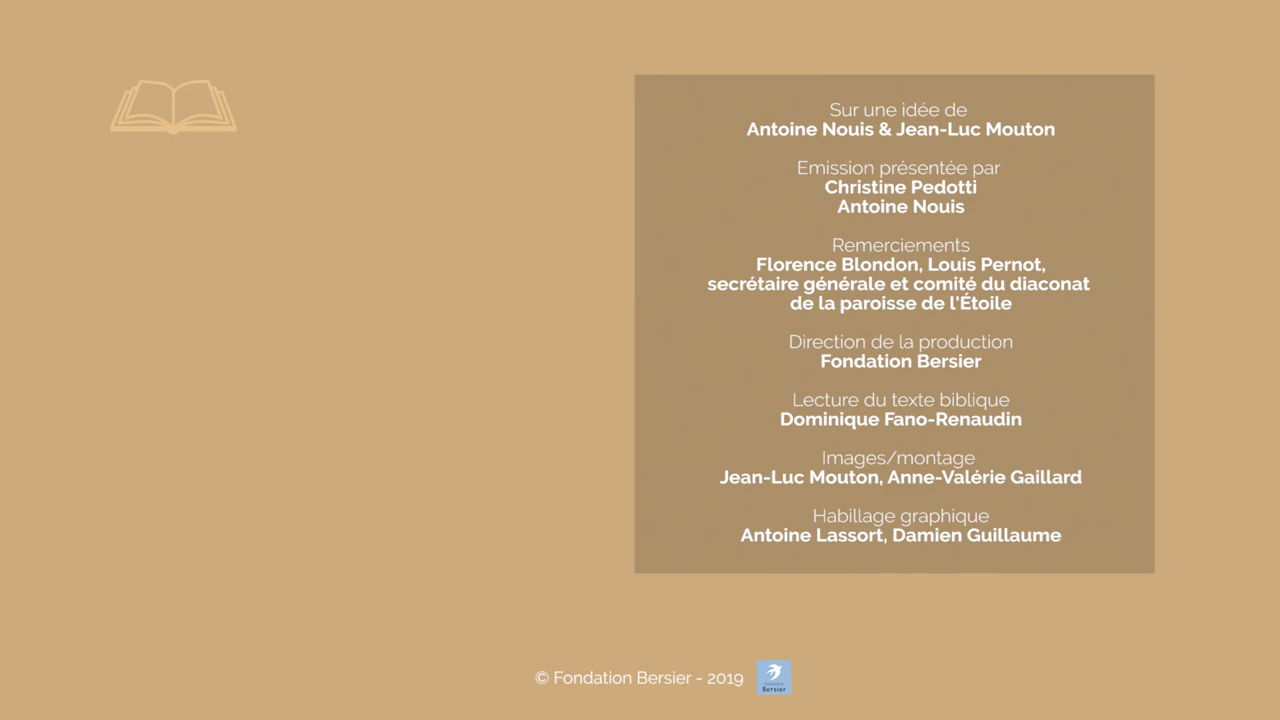 Sur une idée de
Antoine Nouis & Jean-Luc Mouton
Emission présentée par
Christine Pedotti
Antoine Nouis
Remerciements
Florence Blondon, Louis Pernot,
secrétaire générale et comité du diaconat
de la paroisse de l'Étoile
Direction de la production
Fondation Bersier
Lecture du texte biblique
Dominique Fano-Renaudin
Images/montage
Jean-Luc Mouton, Anne-Valérie Gaillard
Habillage graphique
Antoine Lassort, Damien Guillaume
© Fondation Bersier - 2019
Fondation
Bersier